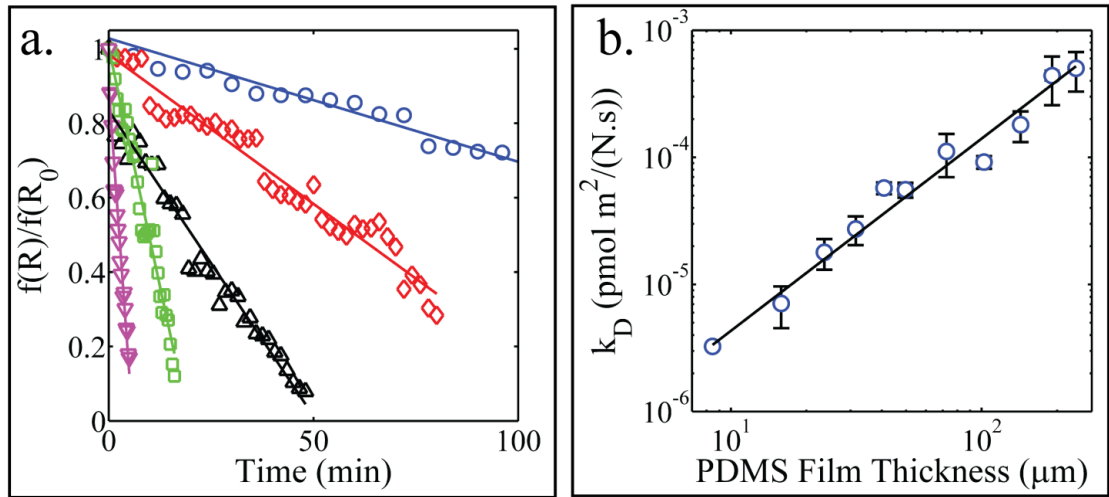 a.
f(R)/f(R₀)
1
0.8
0.6
0.4
0.2
0
0
50
100
Time (min)
b.
k_D (pmol m²/(N.s))
10⁻³
10⁻⁴
10⁻⁵
10⁻⁶
10¹
10²
PDMS Film Thickness (μm)